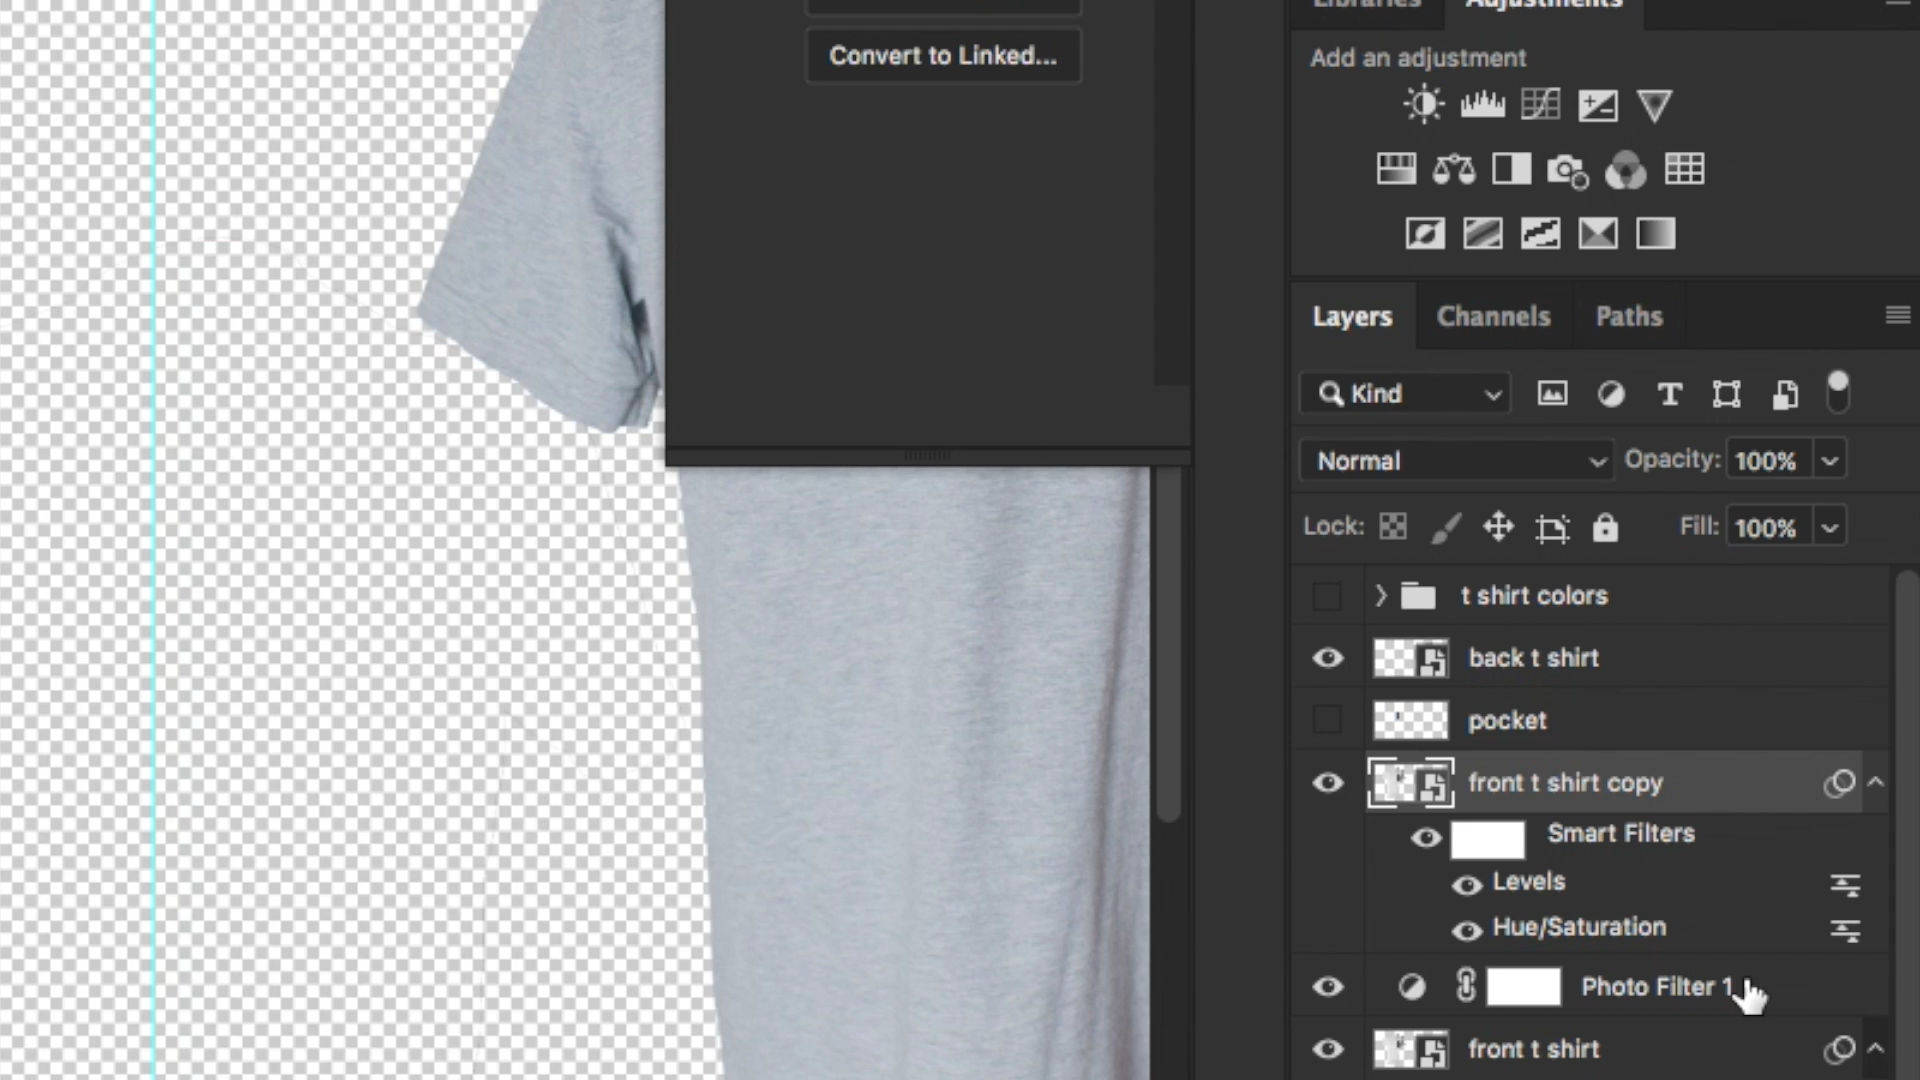 Libraries
Adjustments
Convert to Linked...
Add an adjustment
Layers
Channels
Paths
Kind
Normal
Opacity: 100%
Lock:
Fill: 100%
t shirt colors
back t shirt
pocket
front t shirt copy
Smart Filters
Levels
Hue/Saturation
Photo Filter 1
front t shirt